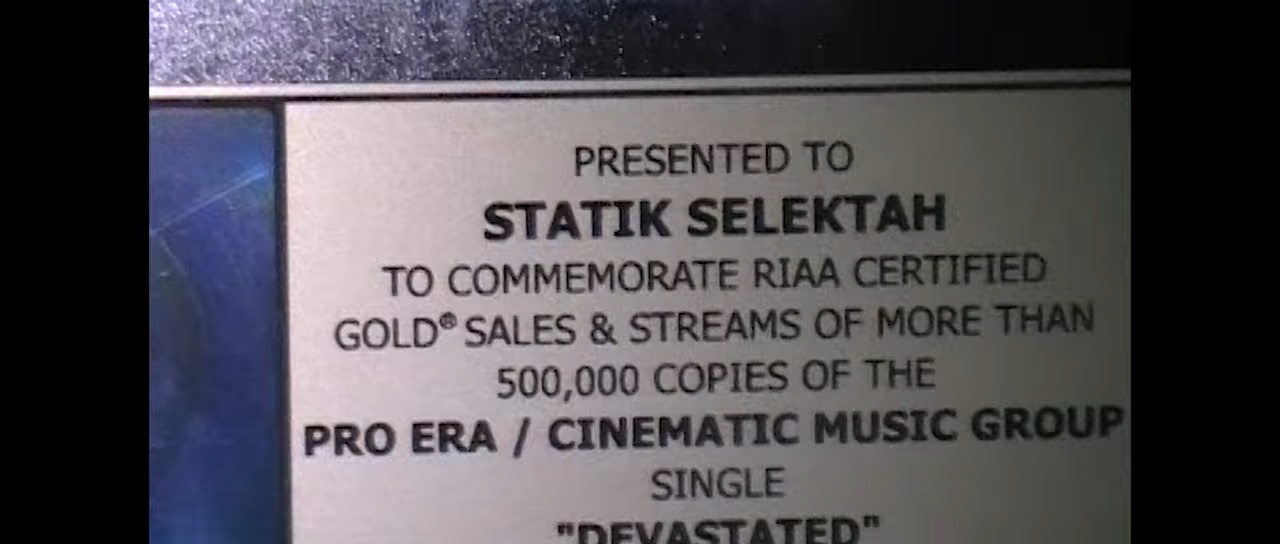 PRESENTED TO
STATIK SELEKTAH
TO COMMEMORATE RIAA CERTIFIED
GOLD® SALES & STREAMS OF MORE THAN
500,000 COPIES OF THE
PRO ERA / CINEMATIC MUSIC GROUP
SINGLE
"DEVASTATED"